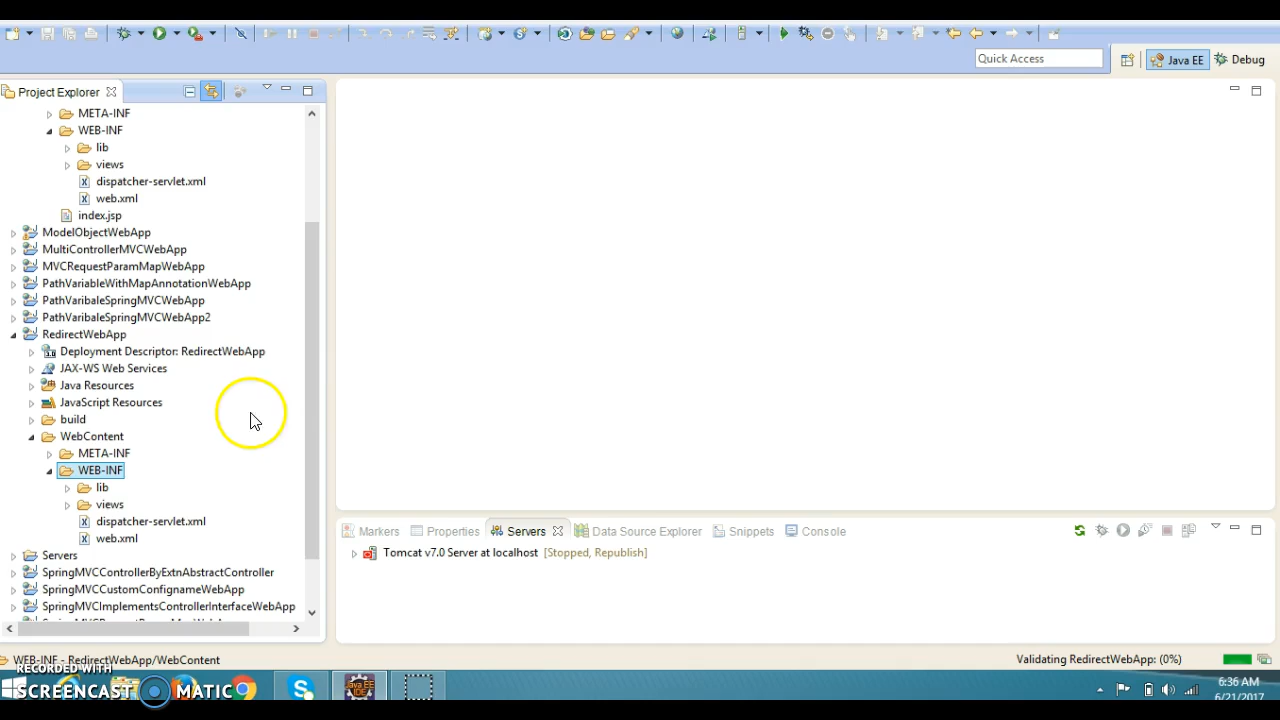 Quick Access
Java EE
Debug
Project Explorer
META-INF
WEB-INF
lib
views
dispatcher-servlet.xml
web.xml
index.jsp
ModelObjectWebApp
MultiControllerMVCWebApp
MVCRequestParamMapWebApp
PathVariableWithMapAnnotationWebApp
PathVaribaleSpringMVCWebApp
PathVaribaleSpringMVCWebApp2
RedirectWebApp
Deployment Descriptor: RedirectWebApp
JAX-WS Web Services
Java Resources
JavaScript Resources
build
WebContent
META-INF
WEB-INF
lib
views
dispatcher-servlet.xml
web.xml
Servers
SpringMVCControllerByExtnAbstractController
SpringMVCCustomConfignameWebApp
SpringMVCImplementsControllerInterfaceWebApp
Markers
Properties
Servers
Data Source Explorer
Snippets
Console
Tomcat v7.0 Server at localhost [Stopped, Republish]
WEB-INF - RedirectWebApp/WebContent
Validating RedirectWebApp: (0%)
RECORDED WITH
SCREENCAST MATIC
Java EE
IDE
6:36 AM
6/21/2017